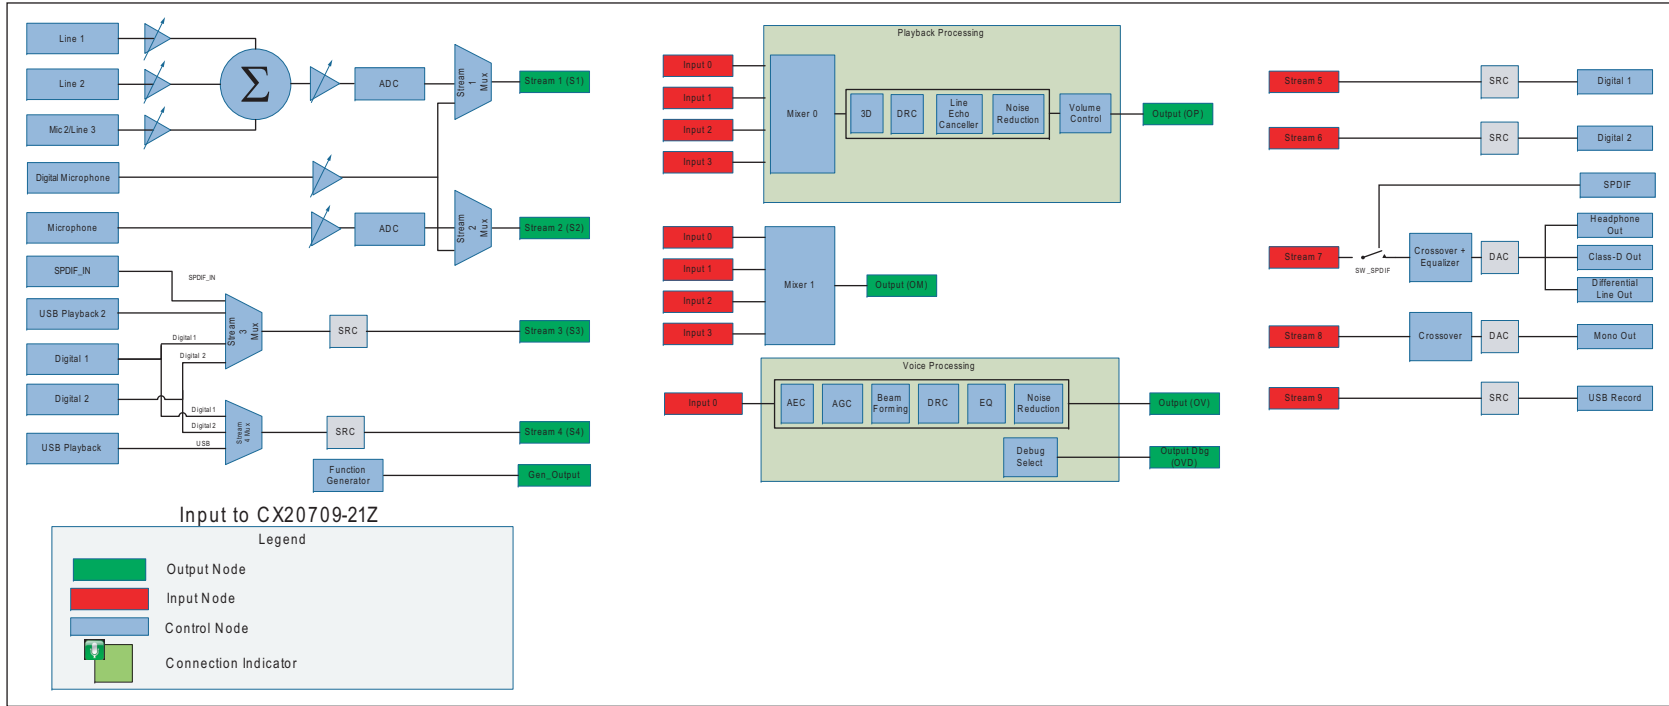 Line 1
Line 2
Mic2/Line 3
Digital Microphone
Microphone
SPDIF_IN
USB Playback 2
Digital 1
Digital 2
USB Playback
Σ
ADC
ADC
Stream
1
Mux
Stream
2
Mux
SPDIF_IN
Digital 1
Digital 2
Stream
3
Mux
Digital1
Digital2
USB
Stream
4 Mux
SRC
SRC
Function
Generator
Stream 1 (S1)
Stream 2 (S2)
Stream 3 (S3)
Stream 4 (S4)
Gen_Output
Playback Processing
Input 0
Input 1
Input 2
Input 3
Mixer 0
3D
DRC
Line
Echo
Canceller
Noise
Reduction
Volume
Control
Output (OP)
Input 0
Input 1
Input 2
Input 3
Mixer 1
Output (OM)
Voice Processing
Input 0
AEC
AGC
Beam
Forming
DRC
EQ
Noise
Reduction
Output (OV)
Debug
Select
Output Dbg
(OVD)
Stream 5
SRC
Digital 1
Stream 6
SRC
Digital 2
SPDIF
Stream 7
SW_SPDIF
Crossover +
Equalizer
DAC
Headphone
Out
Class-D Out
Differential
Line Out
Stream 8
Crossover
DAC
Mono Out
Stream 9
SRC
USB Record
Input to CX20709-21Z
Legend
Output Node
Input Node
Control Node
Connection Indicator